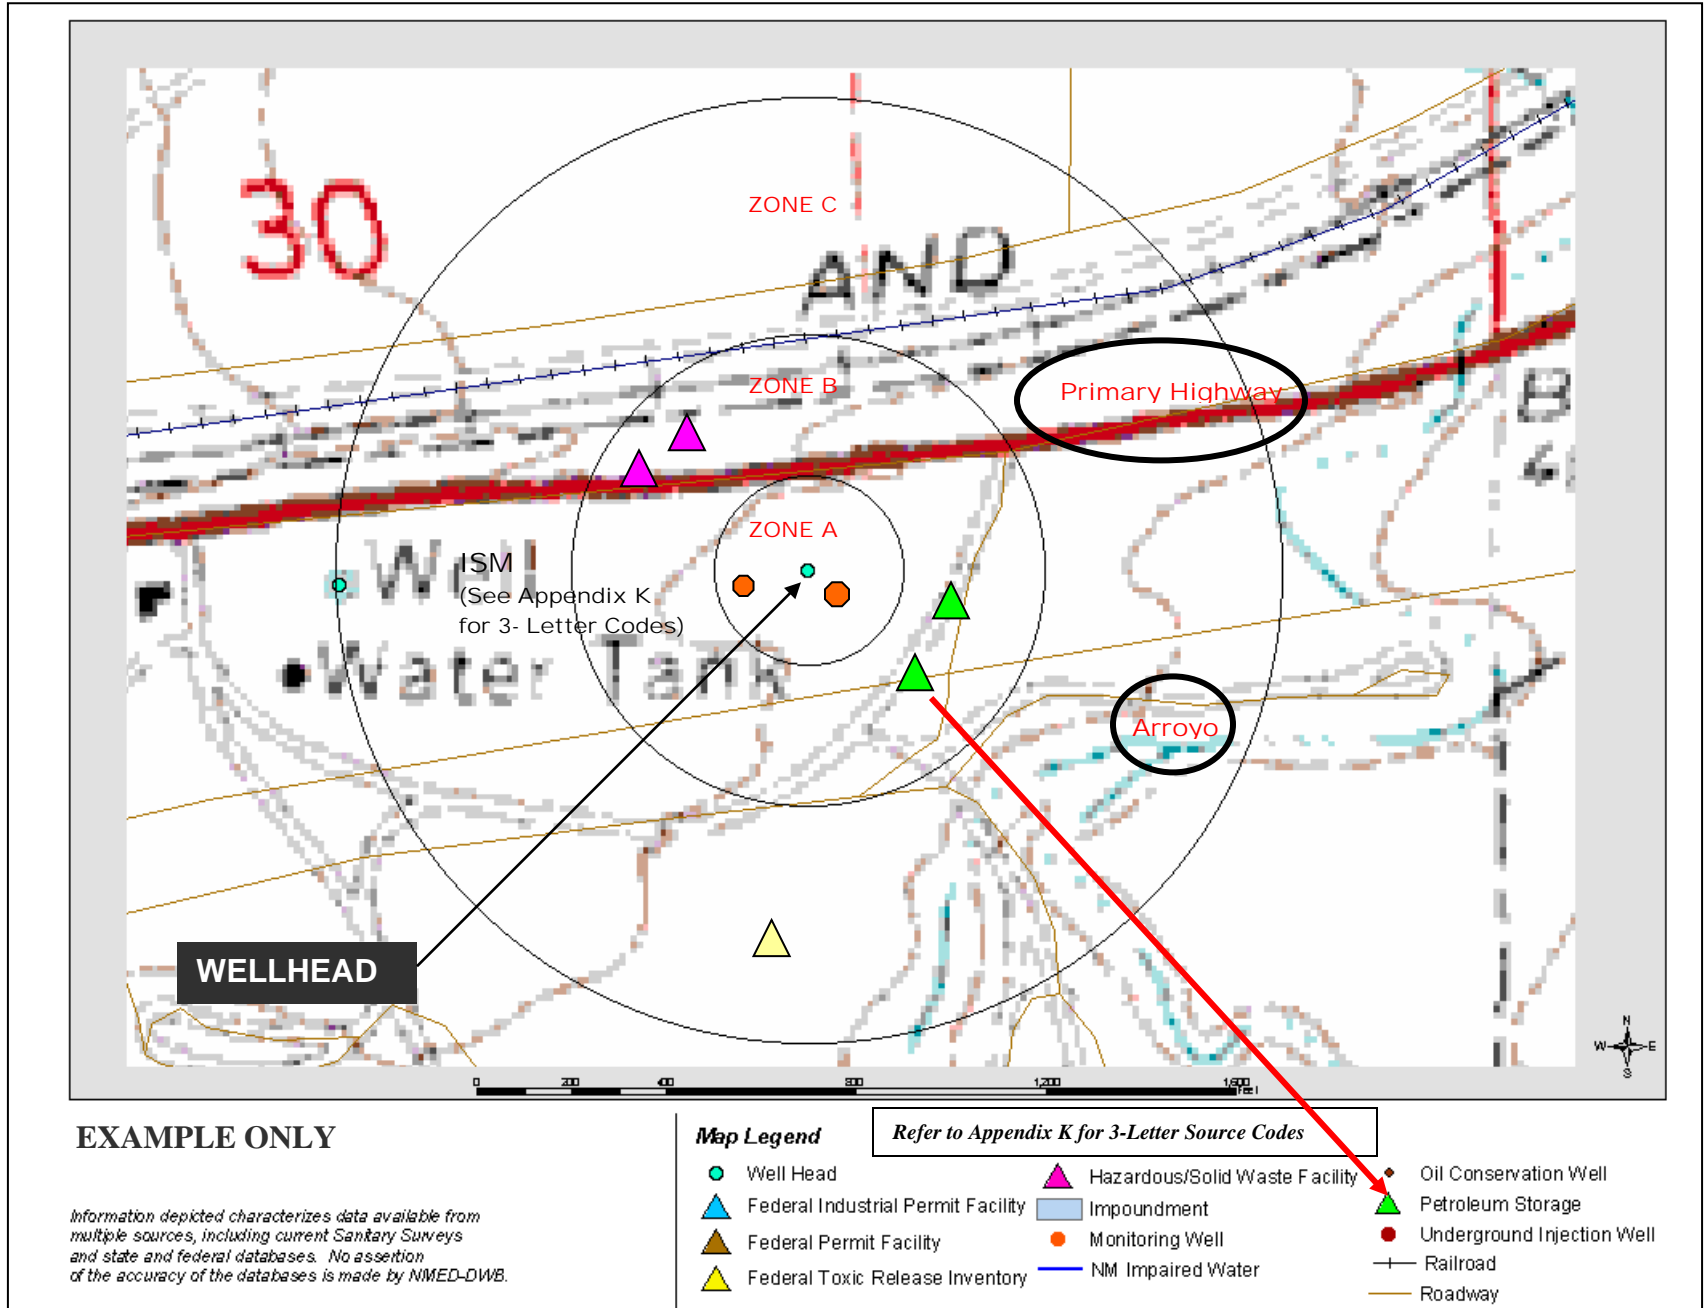 30
ZONE C
AND
ZONE B
Primary Highway
B
ZONE A
Well
ISM
(See Appendix K
for 3- Letter Codes)
Water Tank
Arroyo
WELLHEAD
N
W E
S
0 200 400 800 1,200 1,600
Feet
EXAMPLE ONLY
Information depicted characterizes data available from
multiple sources, including current Sanitary Surveys
and state and federal databases. No assertion
of the accuracy of the databases is made by NMED-DWB.
Map Legend
Refer to Appendix K for 3-Letter Source Codes
Well Head
Federal Industrial Permit Facility
Federal Permit Facility
Federal Toxic Release Inventory
Hazardous/Solid Waste Facility
Impoundment
Monitoring Well
NM Impaired Water
Oil Conservation Well
Petroleum Storage
Underground Injection Well
Railroad
Roadway